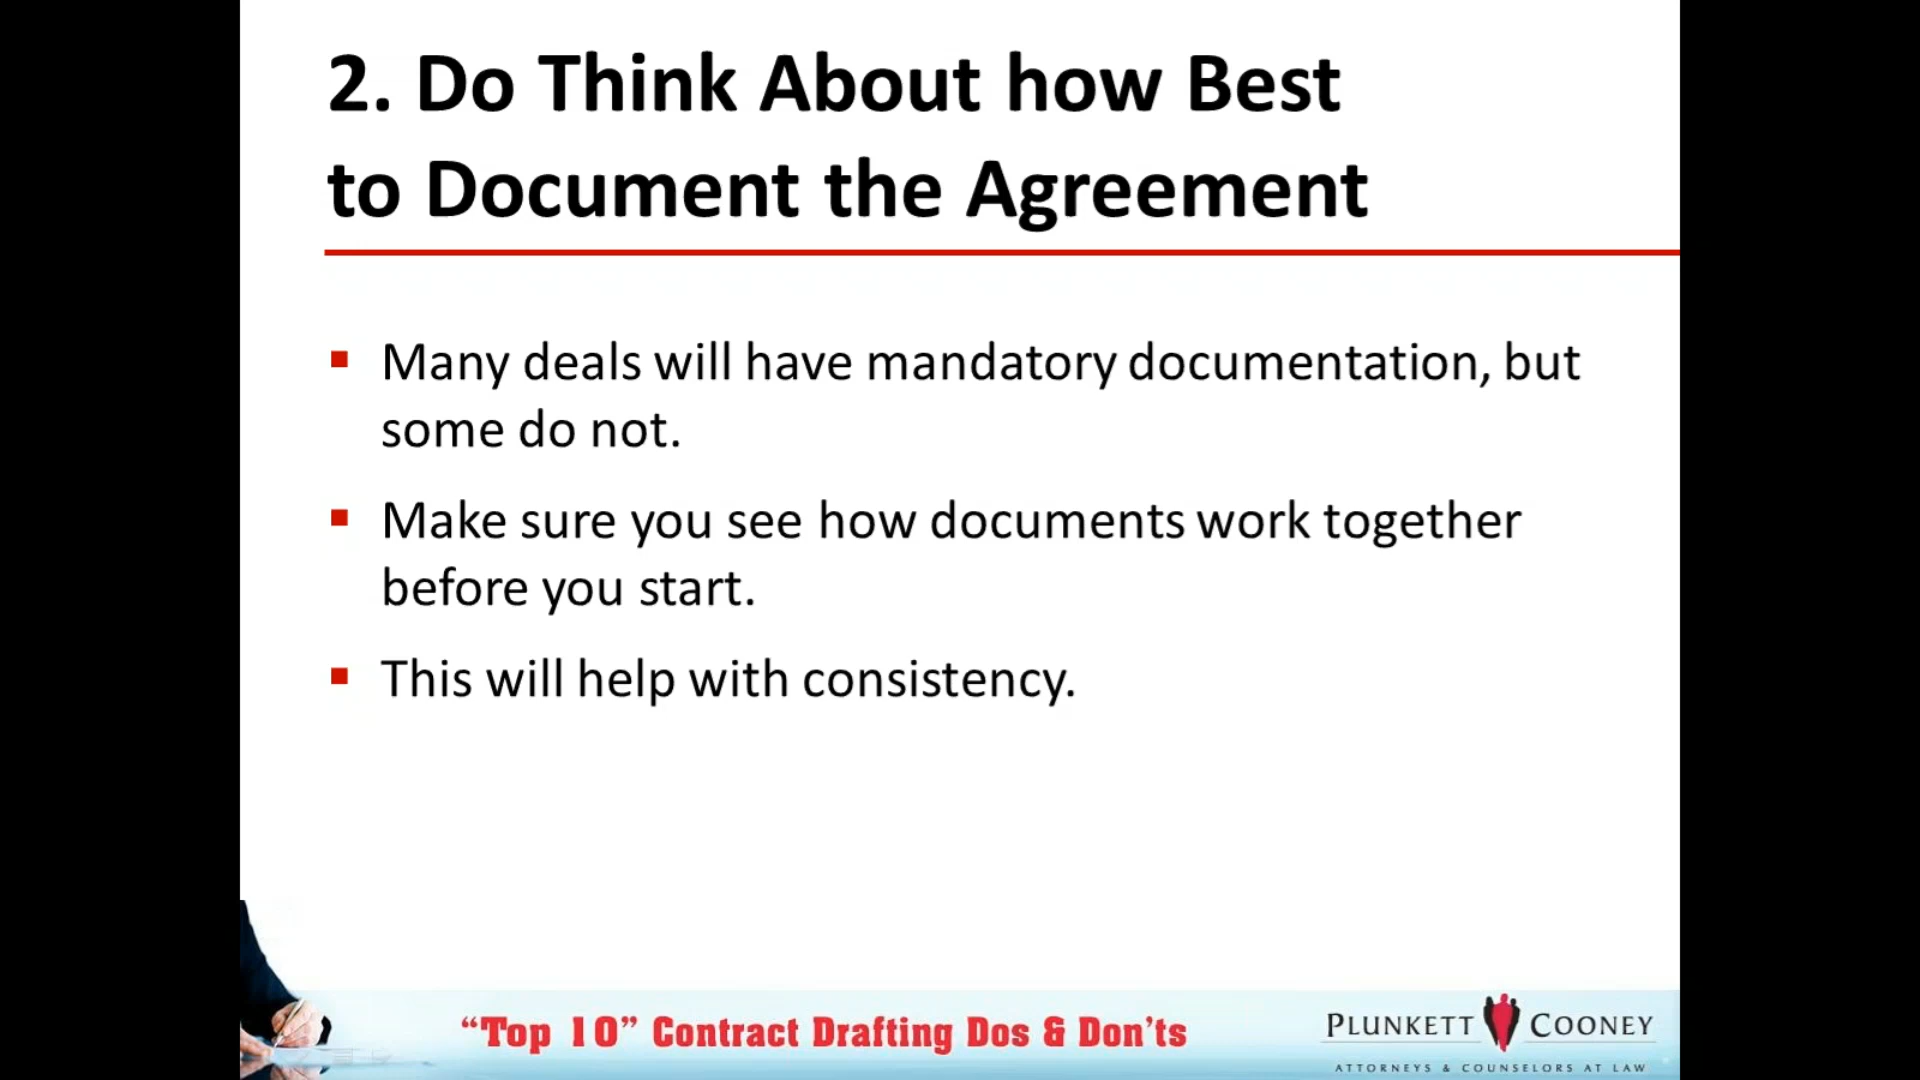 2. Do Think About how Best
to Document the Agreement
Many deals will have mandatory documentation, but
some do not.
Make sure you see how documents work together
before you start.
This will help with consistency.
“Top 10” Contract Drafting Dos & Don’ts
PLUNKETT COONEY
ATTORNEYS & COUNSELORS AT LAW